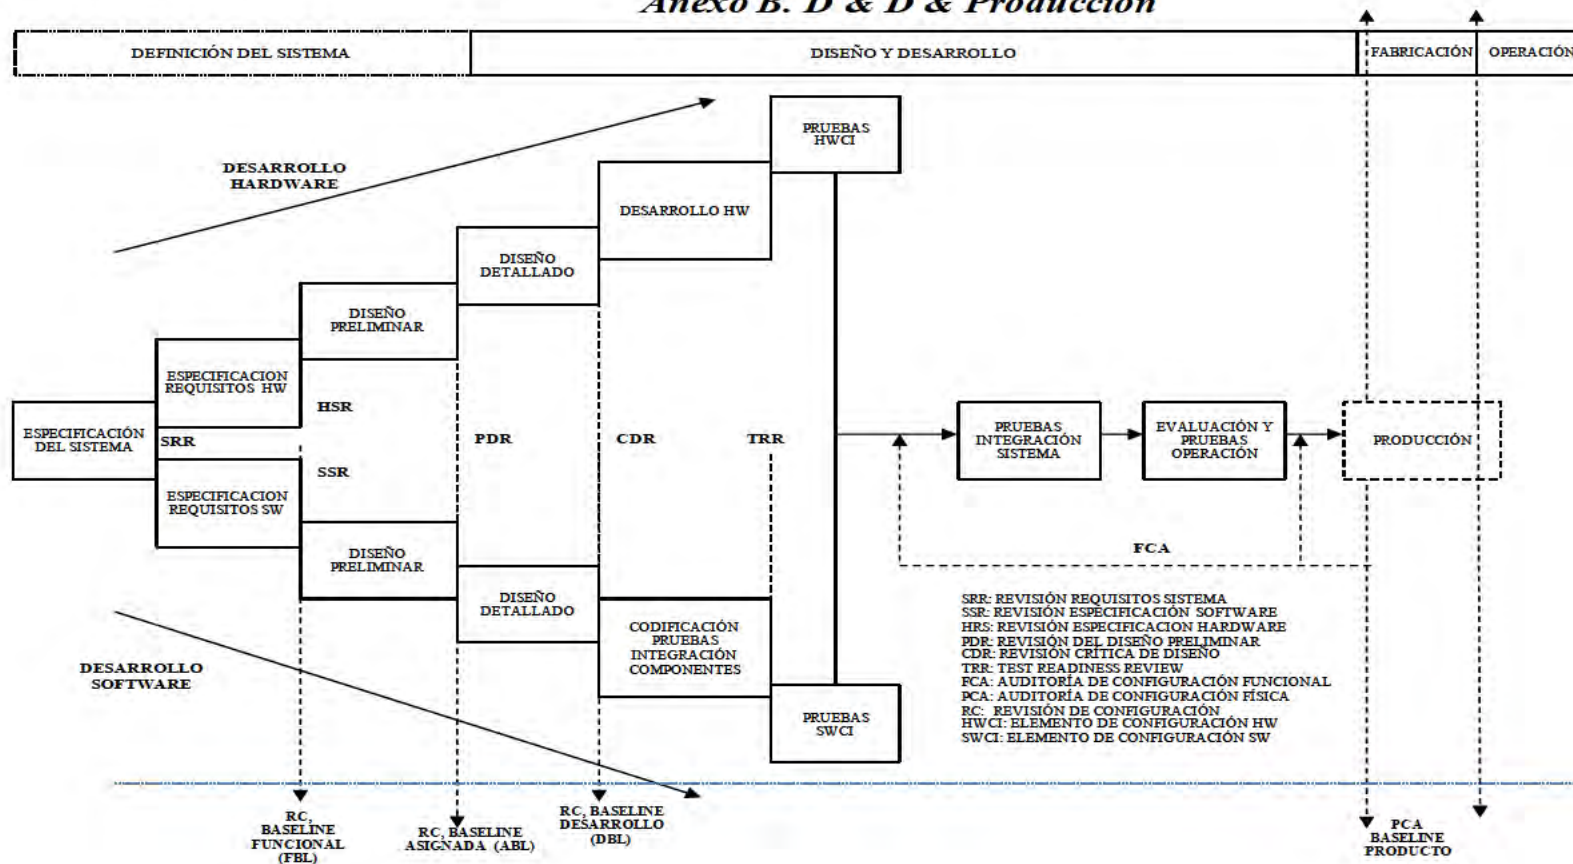 Anexo B. D & D & Producción
DEFINICIÓN DEL SISTEMA
DISEÑO Y DESARROLLO
FABRICACIÓN
OPERACIÓN
PRUEBAS
HWCI
DESARROLLO
HARDWARE
DESARROLLO HW
DISEÑO
DETALLADO
DISEÑO
PRELIMINAR
ESPECIFICACION
REQUISITOS HW
HSR
ESPECIFICACIÓN
DEL SISTEMA
SRR
PDR
CDR
TRR
PRUEBAS
INTEGRACIÓN
SISTEMA
EVALUACIÓN Y
PRUEBAS
OPERACIÓN
PRODUCCIÓN
SSR
ESPECIFICACION
REQUISITOS SW
DISEÑO
PRELIMINAR
FCA
DISEÑO
DETALLADO
CODIFICACIÓN
PRUEBAS
INTEGRACIÓN
COMPONENTES
DESARROLLO
SOFTWARE
PRUEBAS
SWCI
SRR: REVISIÓN REQUISITOS SISTEMA
SSR: REVISIÓN ESPECIFICACIÓN SOFTWARE
HRS: REVISIÓN ESPECIFICACION HARDWARE
PDR: REVISIÓN DEL DISEÑO PRELIMINAR
CDR: REVISIÓN CRÍTICA DE DISEÑO
TRR: TEST READINESS REVIEW
FCA: AUDITORÍA DE CONFIGURACIÓN FUNCIONAL
PCA: AUDITORÍA DE CONFIGURACIÓN FÍSICA
RC: REVISIÓN DE CONFIGURACIÓN
HWCI: ELEMENTO DE CONFIGURACIÓN HW
SWCI: ELEMENTO DE CONFIGURACIÓN SW
RC,
BASELINE
FUNCIONAL
(FBL)
RC, BASELINE
ASIGNADA (ABL)
RC, BASELINE
DESARROLLO
(DBL)
PCA
BASELINE
PRODUCTO